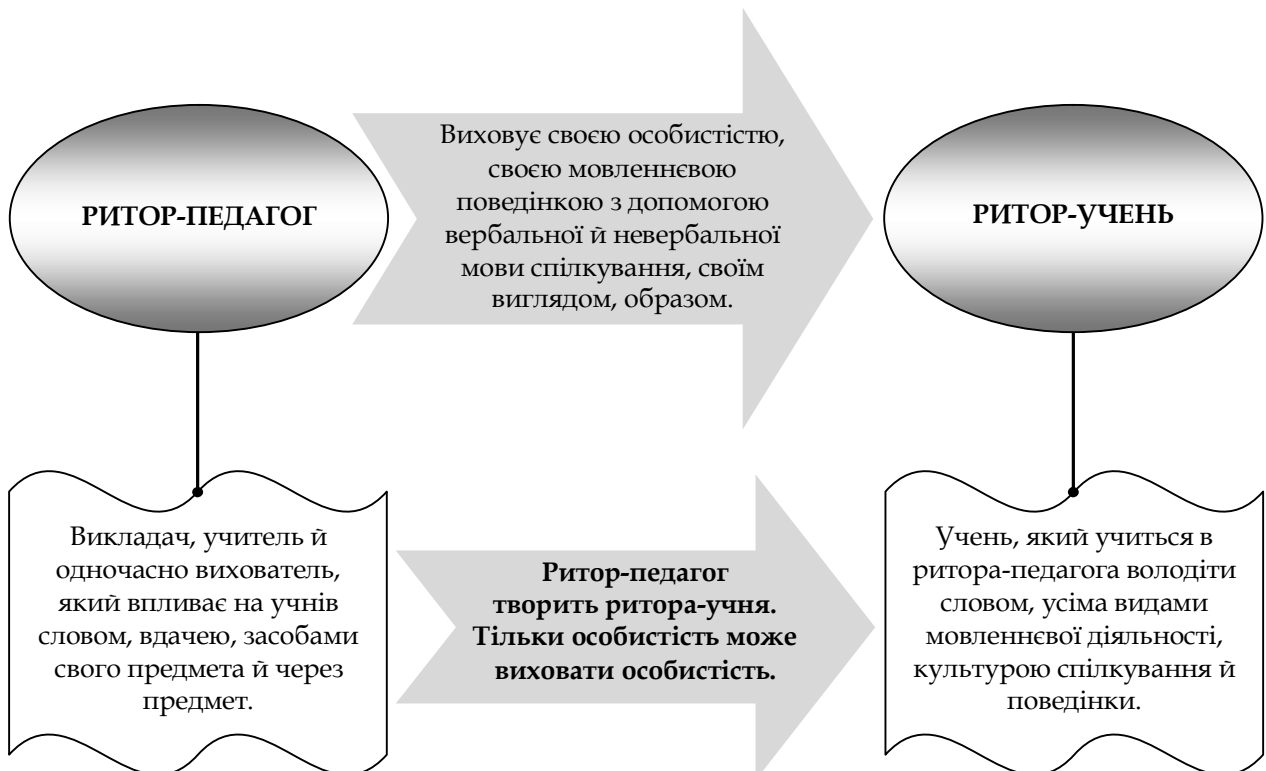 РИТОР-ПЕДАГОГ
Виховує своєю особистістю,
своєю мовленнєвою
поведінкою з допомогою
вербальної й невербальної
мови спілкування, своїм
виглядом, образом.
РИТОР-УЧЕНЬ
Викладач, учитель й
одночасно вихователь,
який впливає на учнів
словом, вдачею, засобами
свого предмета й через
предмет.
Ритор-педагог
творить ритора-учня.
Тільки особистість може
виховати особистість.
Учень, який учиться в
ритора-педагога володіти
словом, усіма видами
мовленнєвої діяльності,
культурою спілкування й
поведінки.